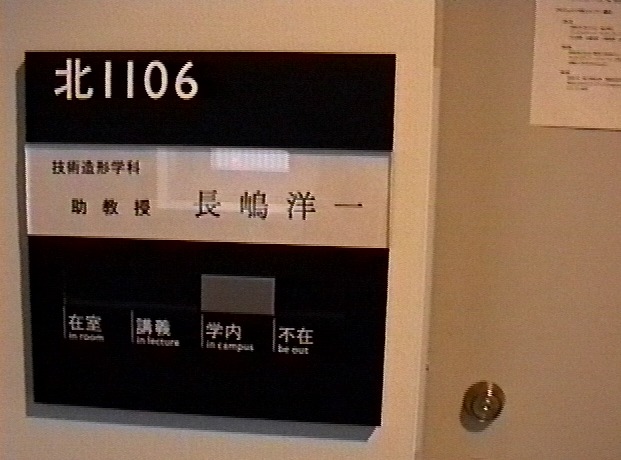 北1106
技術造形学科
助教授 長嶋洋一
在室 講義 学内 不在
in room in lecture in campus be out